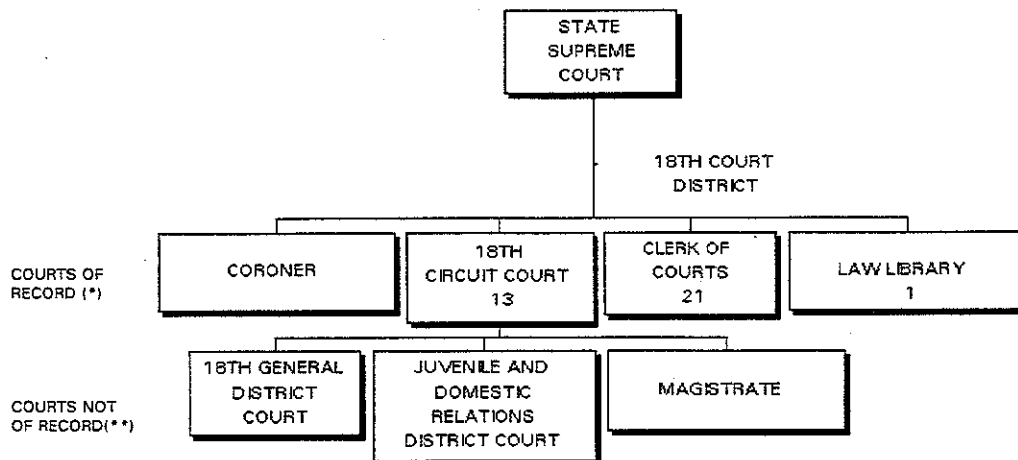 STATE
SUPREME
COURT
18TH COURT
DISTRICT
COURTS OF
RECORD (*)
CORONER
18TH
CIRCUIT COURT
13
CLERK OF
COURTS
21
LAW LIBRARY
1
COURTS NOT
OF RECORD(**)
18TH GENERAL
DISTRICT
COURT
JUVENILE AND
DOMESTIC
RELATIONS
DISTRICT COURT
MAGISTRATE